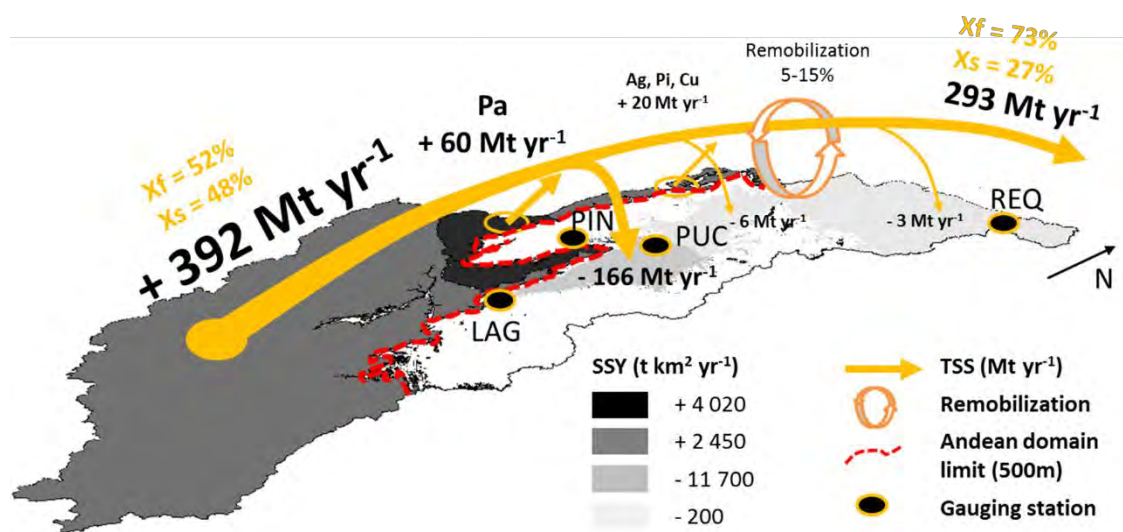 Xf = 73%
Xs = 27%
293 Mt yr-1
Remobilization
5-15%
Ag, Pi, Cu
+ 20 Mt yr-1
Pa
+ 60 Mt yr-1
Xf = 52%
Xs = 48%
+ 392 Mt yr-1
PIN
PUC
REQ
- 6 Mt yr-1
- 3 Mt yr-1
- 166 Mt yr-1
LAG
N
SSY (t km2 yr-1)
+ 4 020
+ 2 450
- 11 700
- 200
TSS (Mt yr-1)
Remobilization
Andean domain
limit (500m)
Gauging station